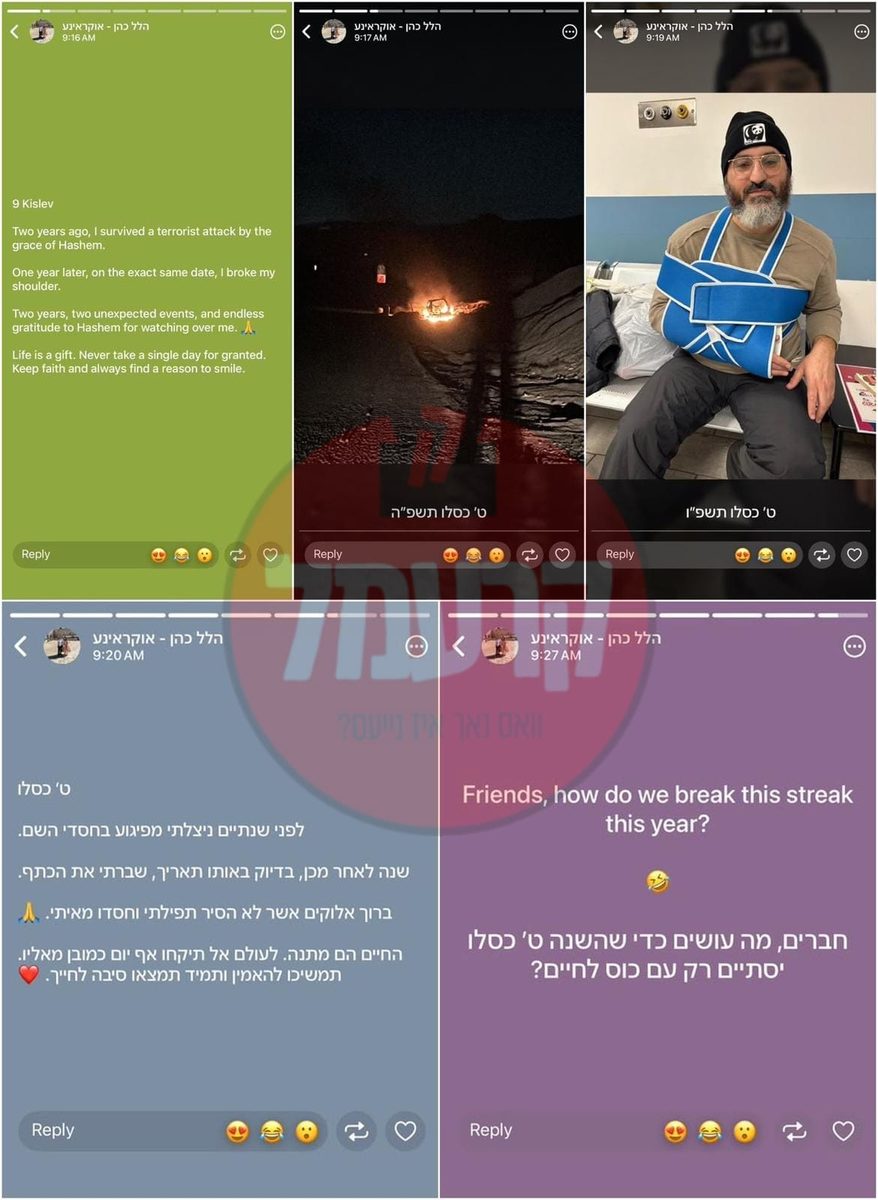 הלל כהן - אוקראינע
9:16 AM
9 Kislev
Two years ago, I survived a terrorist attack by the
grace of Hashem.
One year later, on the exact same date, I broke my
shoulder.
Two years, two unexpected events, and endless
gratitude to Hashem for watching over me. 🙏
Life is a gift. Never take a single day for granted.
Keep faith and always find a reason to smile.
Reply
הלל כהן - אוקראינע
9:17 AM
ט׳ כסלו תשפ״ה
Reply
הלל כהן - אוקראינע
9:19 AM
ט׳ כסלו תשפ״ו
Reply
קרעמל
וואס נאר איז נייעס?
הלל כהן - אוקראינע
9:20 AM
ט׳ כסלו
לפני שנתיים ניצלתי מפיגוע בחסדי השם.
שנה לאחר מכן, בדיוק באותו תאריך, שברתי את הכתף.
ברוך אלוקים אשר לא הסיר תפילתי וחסדו מאיתי. 🙏
החיים הם מתנה. לעולם אל תיקחו אף יום כמובן מאליו.
תמשיכו להאמין ותמיד תמצאו סיבה לחייך. ❤️
Reply
הלל כהן - אוקראינע
9:27 AM
Friends, how do we break this streak
this year?
🤣
חברים, מה עושים כדי שהשנה ט׳ כסלו
יסתיים רק עם כוס לחיים?
Reply